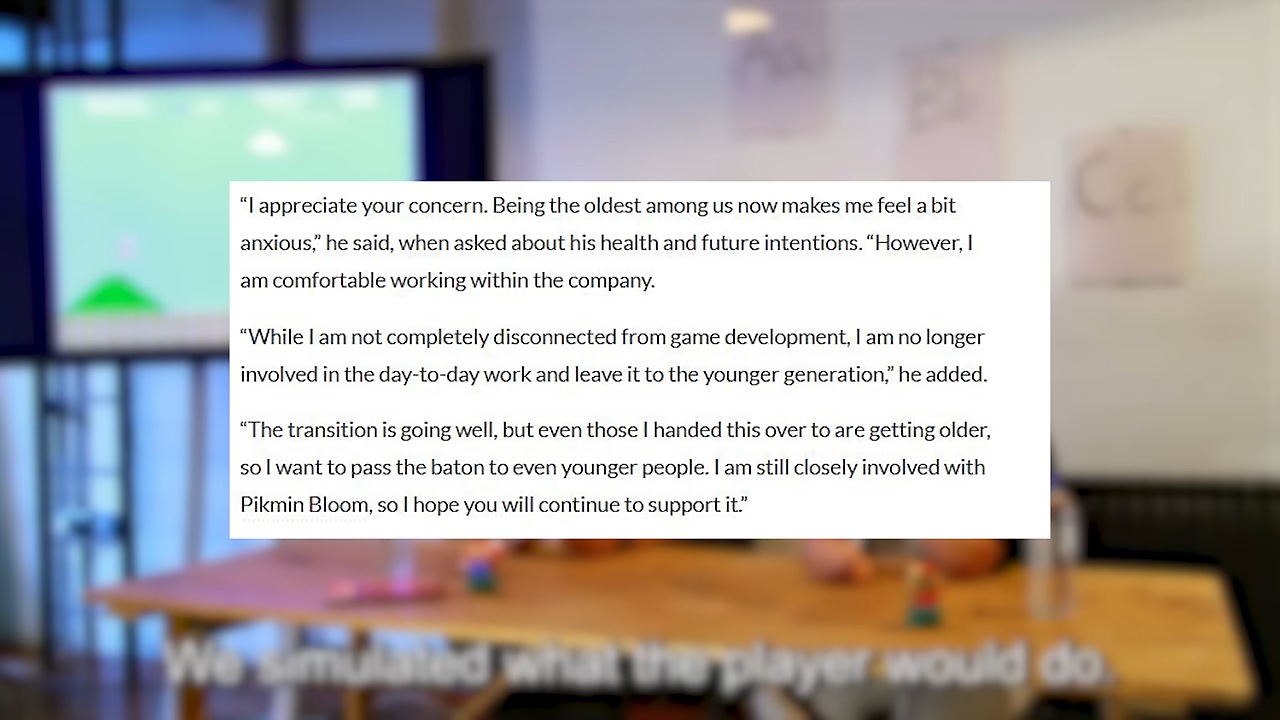 Aa
Bb
Cc
“I appreciate your concern. Being the oldest among us now makes me feel a bit
anxious,” he said, when asked about his health and future intentions. “However, I
am comfortable working within the company.
“While I am not completely disconnected from game development, I am no longer
involved in the day-to-day work and leave it to the younger generation,” he added.
“The transition is going well, but even those I handed this over to are getting older,
so I want to pass the baton to even younger people. I am still closely involved with
Pikmin Bloom, so I hope you will continue to support it.”
We simulated what the player would do.